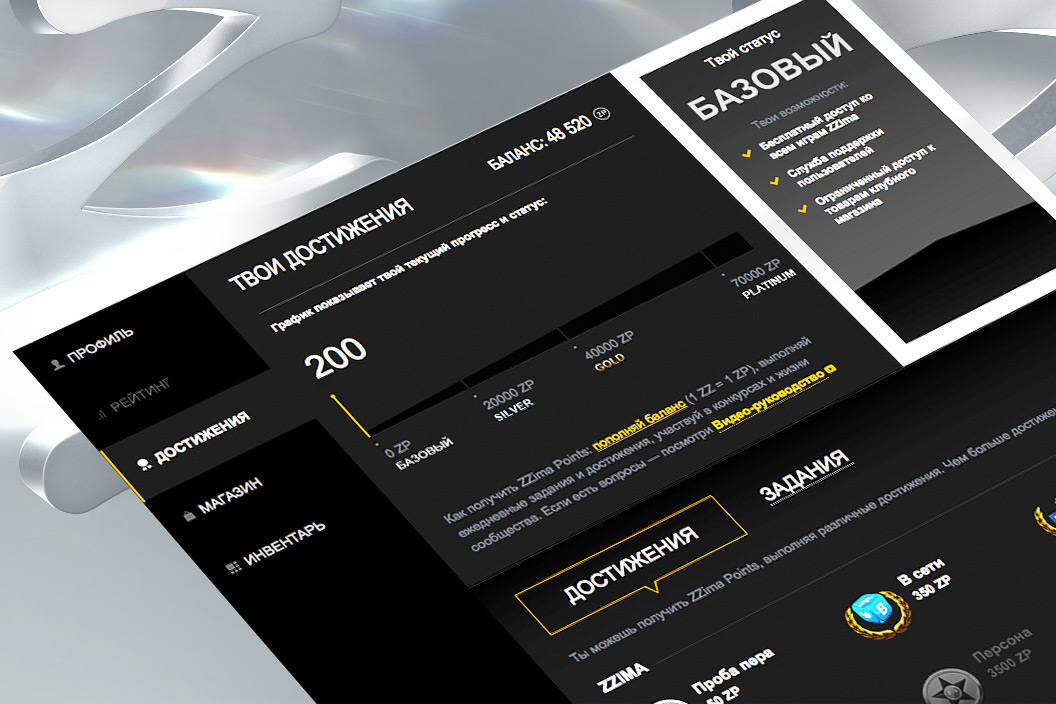 Твой статус
БАЗОВЫЙ
Твои возможности:
Бесплатный доступ ко
всем играм ZZima
Служба поддержки
пользователей
Ограниченный доступ к
товарам клубного
магазина
БАЛАНС: 48 520 ZP
ТВОИ ДОСТИЖЕНИЯ
График показывает твой текущий прогресс и статус:
200
0 ZP
БАЗОВЫЙ
20000 ZP
SILVER
40000 ZP
GOLD
70000 ZP
PLATINUM
Как получить ZZima Points: пополняй баланс (1 ZZ = 1 ZP), выполняй
ежедневные задания и достижения, участвуй в конкурсах и жизни
сообщества. Если есть вопросы — посмотри Видео-руководство
ПРОФИЛЬ
РЕЙТИНГ
ДОСТИЖЕНИЯ
МАГАЗИН
ИНВЕНТАРЬ
ДОСТИЖЕНИЯ
ЗАДАНИЯ
Ты можешь получить ZZima Points, выполняя различные достижения. Чем больше достиже
ZZIMA
Проба пера
50 ZP
В сети
350 ZP
Персона
3500 ZP